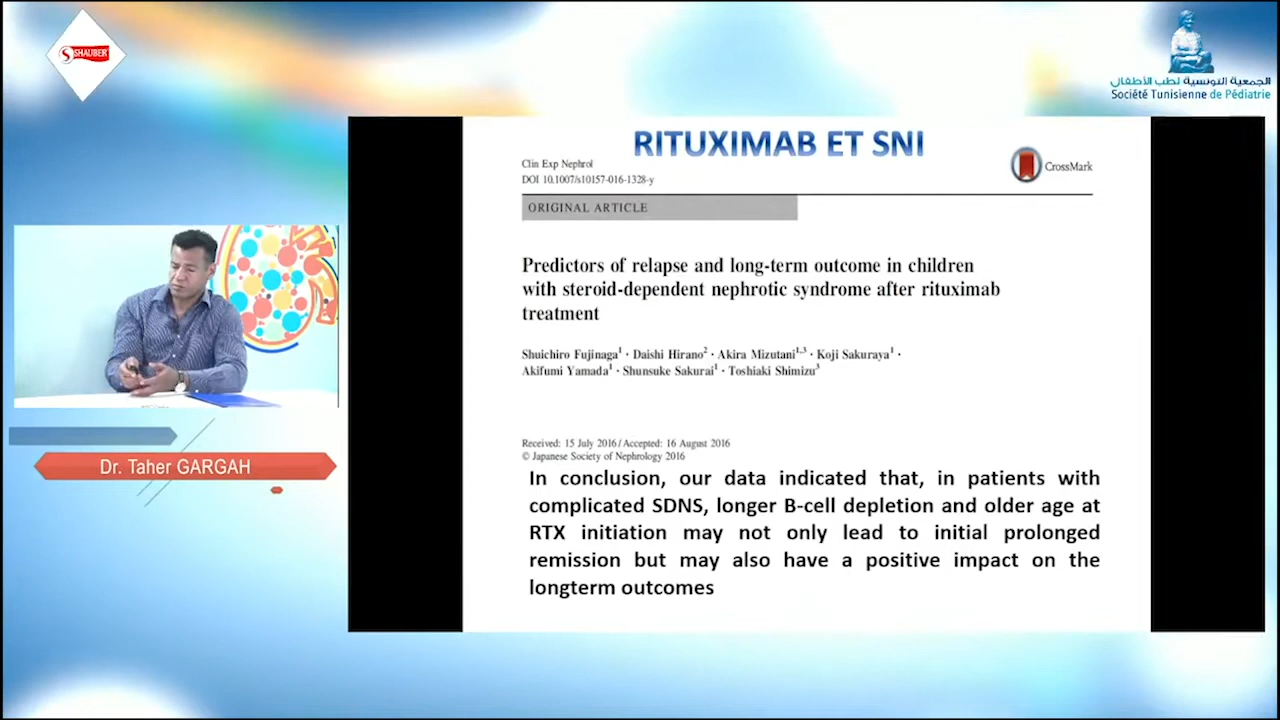 SHAUBER
الجمعية التونسية لطب الأطفال
Société Tunisienne de Pédiatrie
RITUXIMAB ET SNI
Clin Exp Nephrol
DOI 10.1007/s10157-016-1328-y
CrossMark
ORIGINAL ARTICLE
Predictors of relapse and long-term outcome in children
with steroid-dependent nephrotic syndrome after rituximab
treatment
Shuichiro Fujinaga1 · Daishi Hirano2 · Akira Mizutani1,3 · Koji Sakuraya1 ·
Akifumi Yamada1 · Shunsuke Sakurai1 · Toshiaki Shimizu3
Received: 15 July 2016 / Accepted: 16 August 2016
© Japanese Society of Nephrology 2016
In conclusion, our data indicated that, in patients with
complicated SDNS, longer B-cell depletion and older age at
RTX initiation may not only lead to initial prolonged
remission but may also have a positive impact on the
longterm outcomes
Dr. Taher GARGAH